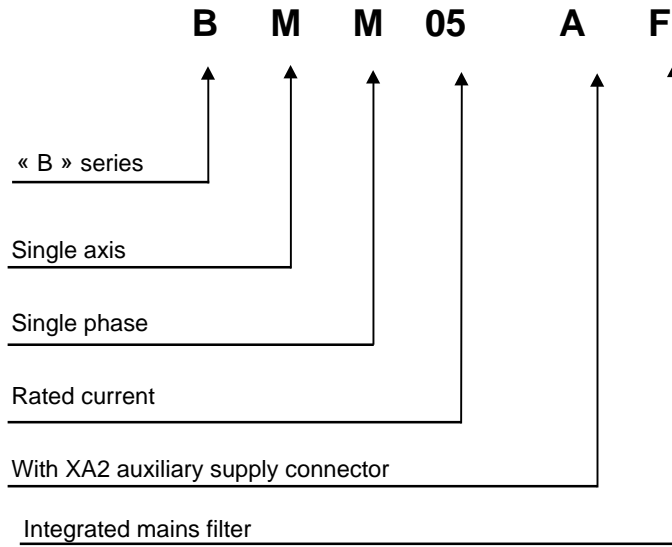 B M M 05 A F
« B » series
Single axis
Single phase
Rated current
With XA2 auxiliary supply connector
Integrated mains filter